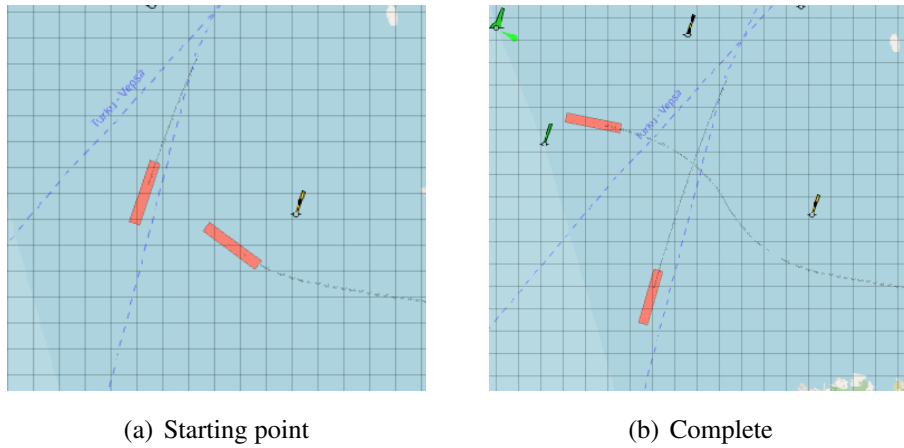 Turku - Vepsä
Turku - Vepsä
(a) Starting point
(b) Complete